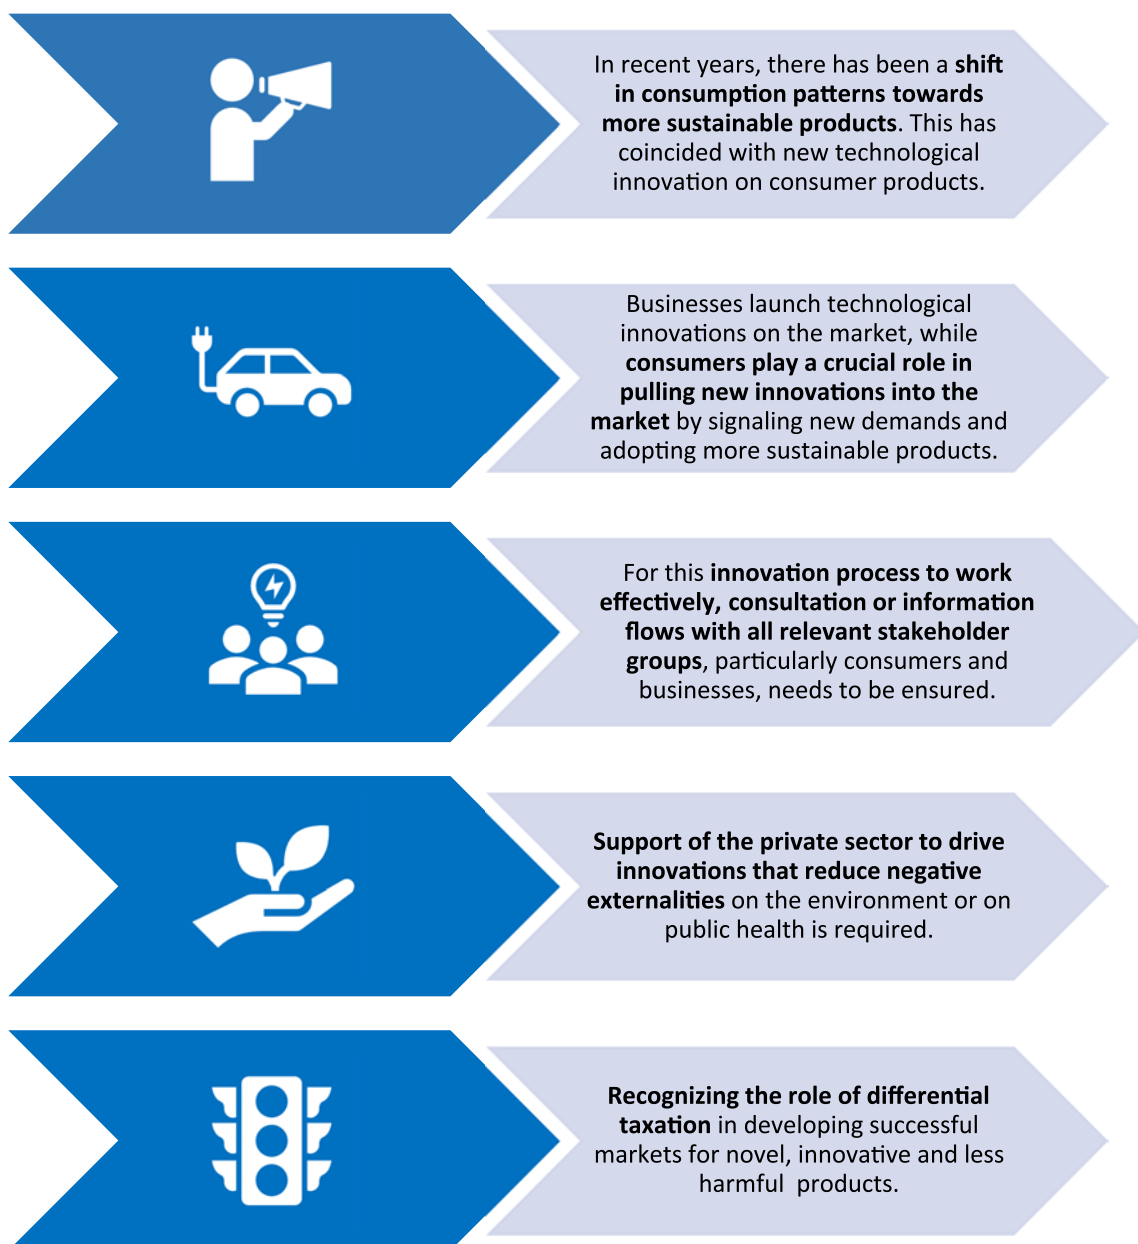 In recent years, there has been a shift
in consumption patterns towards
more sustainable products. This has
coincided with new technological
innovation on consumer products.
Businesses launch technological
innovations on the market, while
consumers play a crucial role in
pulling new innovations into the
market by signaling new demands and
adopting more sustainable products.
For this innovation process to work
effectively, consultation or information
flows with all relevant stakeholder
groups, particularly consumers and
businesses, needs to be ensured.
Support of the private sector to drive
innovations that reduce negative
externalities on the environment or on
public health is required.
Recognizing the role of differential
taxation in developing successful
markets for novel, innovative and less
harmful  products.